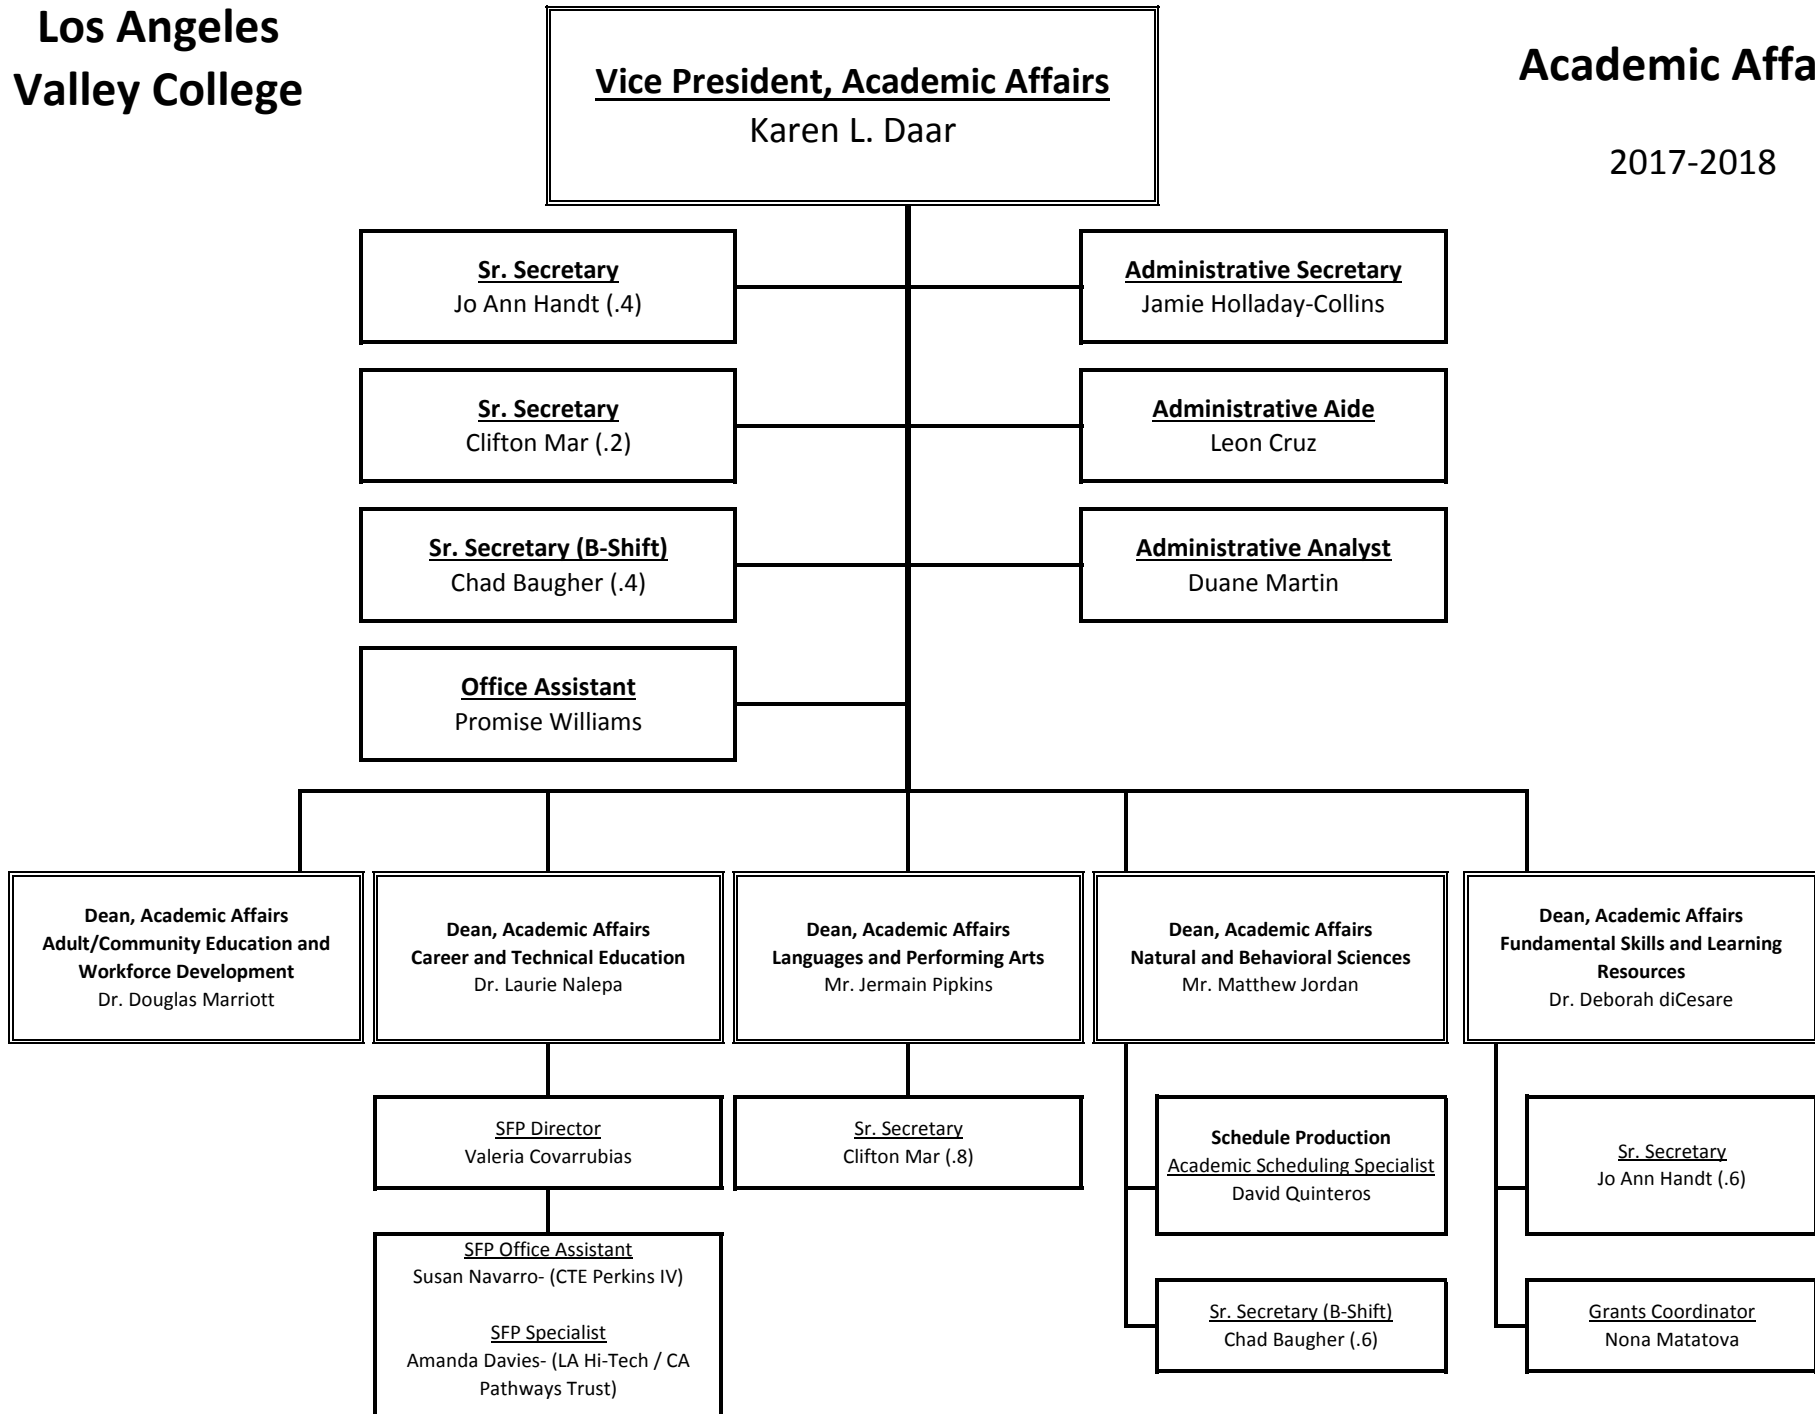 Los Angeles
Valley College
Vice President, Academic Affairs
Karen L. Daar
Academic Affa
2017-2018
Sr. Secretary
Jo Ann Handt (.4)
Administrative Secretary
Jamie Holladay-Collins
Sr. Secretary
Clifton Mar (.2)
Administrative Aide
Leon Cruz
Sr. Secretary (B-Shift)
Chad Baugher (.4)
Administrative Analyst
Duane Martin
Office Assistant
Promise Williams
Dean, Academic Affairs
Adult/Community Education and
Workforce Development
Dr. Douglas Marriott
Dean, Academic Affairs
Career and Technical Education
Dr. Laurie Nalepa
Dean, Academic Affairs
Languages and Performing Arts
Mr. Jermain Pipkins
Dean, Academic Affairs
Natural and Behavioral Sciences
Mr. Matthew Jordan
Dean, Academic Affairs
Fundamental Skills and Learning
Resources
Dr. Deborah diCesare
SFP Director
Valeria Covarrubias
Sr. Secretary
Clifton Mar (.8)
Schedule Production
Academic Scheduling Specialist
David Quinteros
Sr. Secretary
Jo Ann Handt (.6)
SFP Office Assistant
Susan Navarro- (CTE Perkins IV)
SFP Specialist
Amanda Davies- (LA Hi-Tech / CA
Pathways Trust)
Sr. Secretary (B-Shift)
Chad Baugher (.6)
Grants Coordinator
Nona Matatova